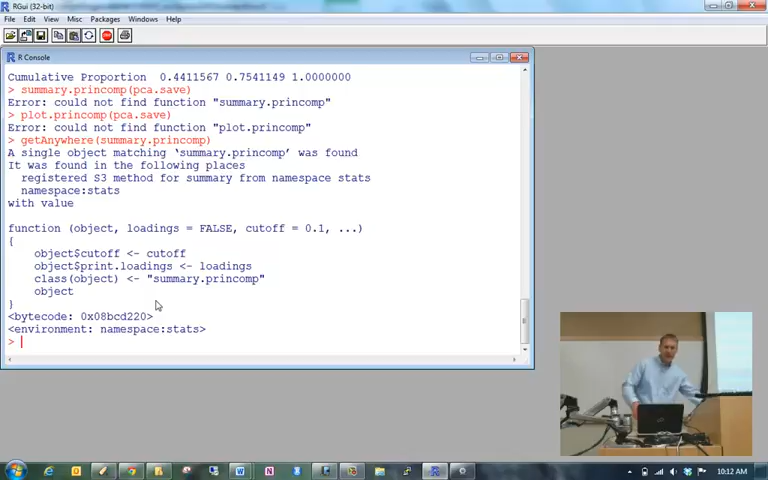 RGui (32-bit)
File Edit View Misc Packages Windows Help
R Console
Cumulative Proportion  0.4411567 0.7541149 1.0000000
> summary.princomp(pca.save)
Error: could not find function "summary.princomp"
> plot.princomp(pca.save)
Error: could not find function "plot.princomp"
> getAnywhere(summary.princomp)
A single object matching ‘summary.princomp’ was found
It was found in the following places
  registered S3 method for summary from namespace stats
  namespace:stats
with value
function (object, loadings = FALSE, cutoff = 0.1, ...)
{
    object$cutoff <- cutoff
    object$print.loadings <- loadings
    class(object) <- "summary.princomp"
    object
}
<bytecode: 0x08bcd220>
<environment: namespace:stats>
>
10:12 AM